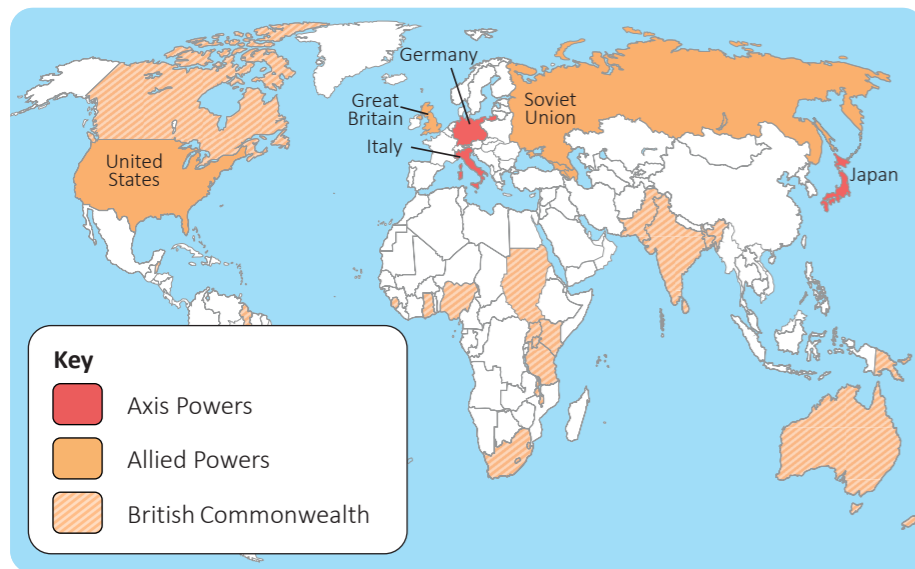 Germany
Great
Britain
Italy
Soviet
Union
United
States
Japan
Key
Axis Powers
Allied Powers
British Commonwealth